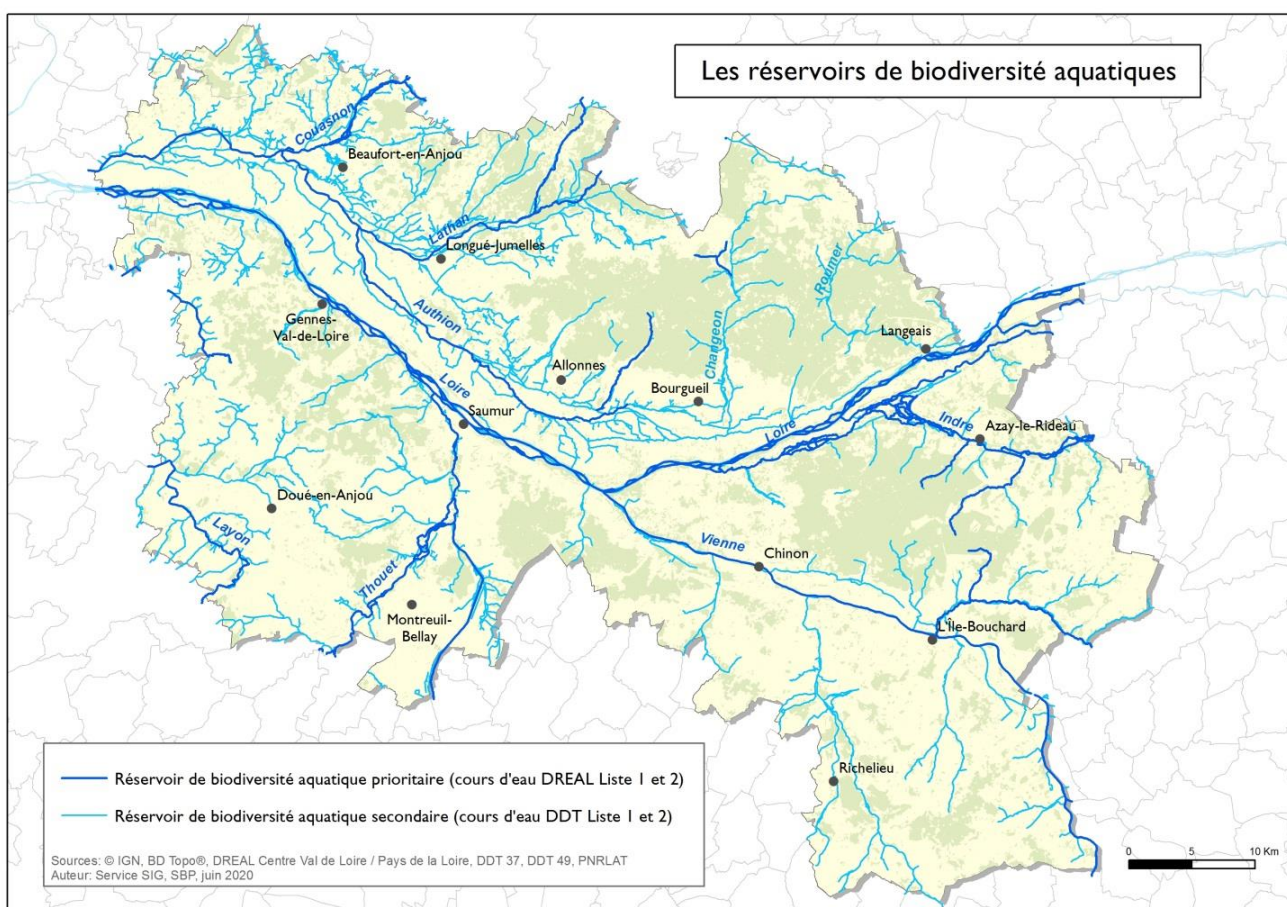 Les réservoirs de biodiversité aquatiques
Couasnon
Beaufort-en-Anjou
Lathan
Longué-Jumelles
Authion
Gennes-
Val-de-Loire
Roumer
Changeon
Langeais
Allonnes
Bourgueil
Loire
Saumur
Loire
Indre
Azay-le-Rideau
Doué-en-Anjou
Layon
Thouet
Vienne
Chinon
Montreuil-
Bellay
L'Île-Bouchard
Richelieu
Réservoir de biodiversité aquatique prioritaire (cours d'eau DREAL Liste 1 et 2)
Réservoir de biodiversité aquatique secondaire (cours d'eau DDT Liste 1 et 2)
Sources: © IGN, BD Topo®, DREAL Centre Val de Loire / Pays de la Loire, DDT 37, DDT 49, PNRLAT
Auteur: Service SIG, SBP, juin 2020
0 5 10 Km